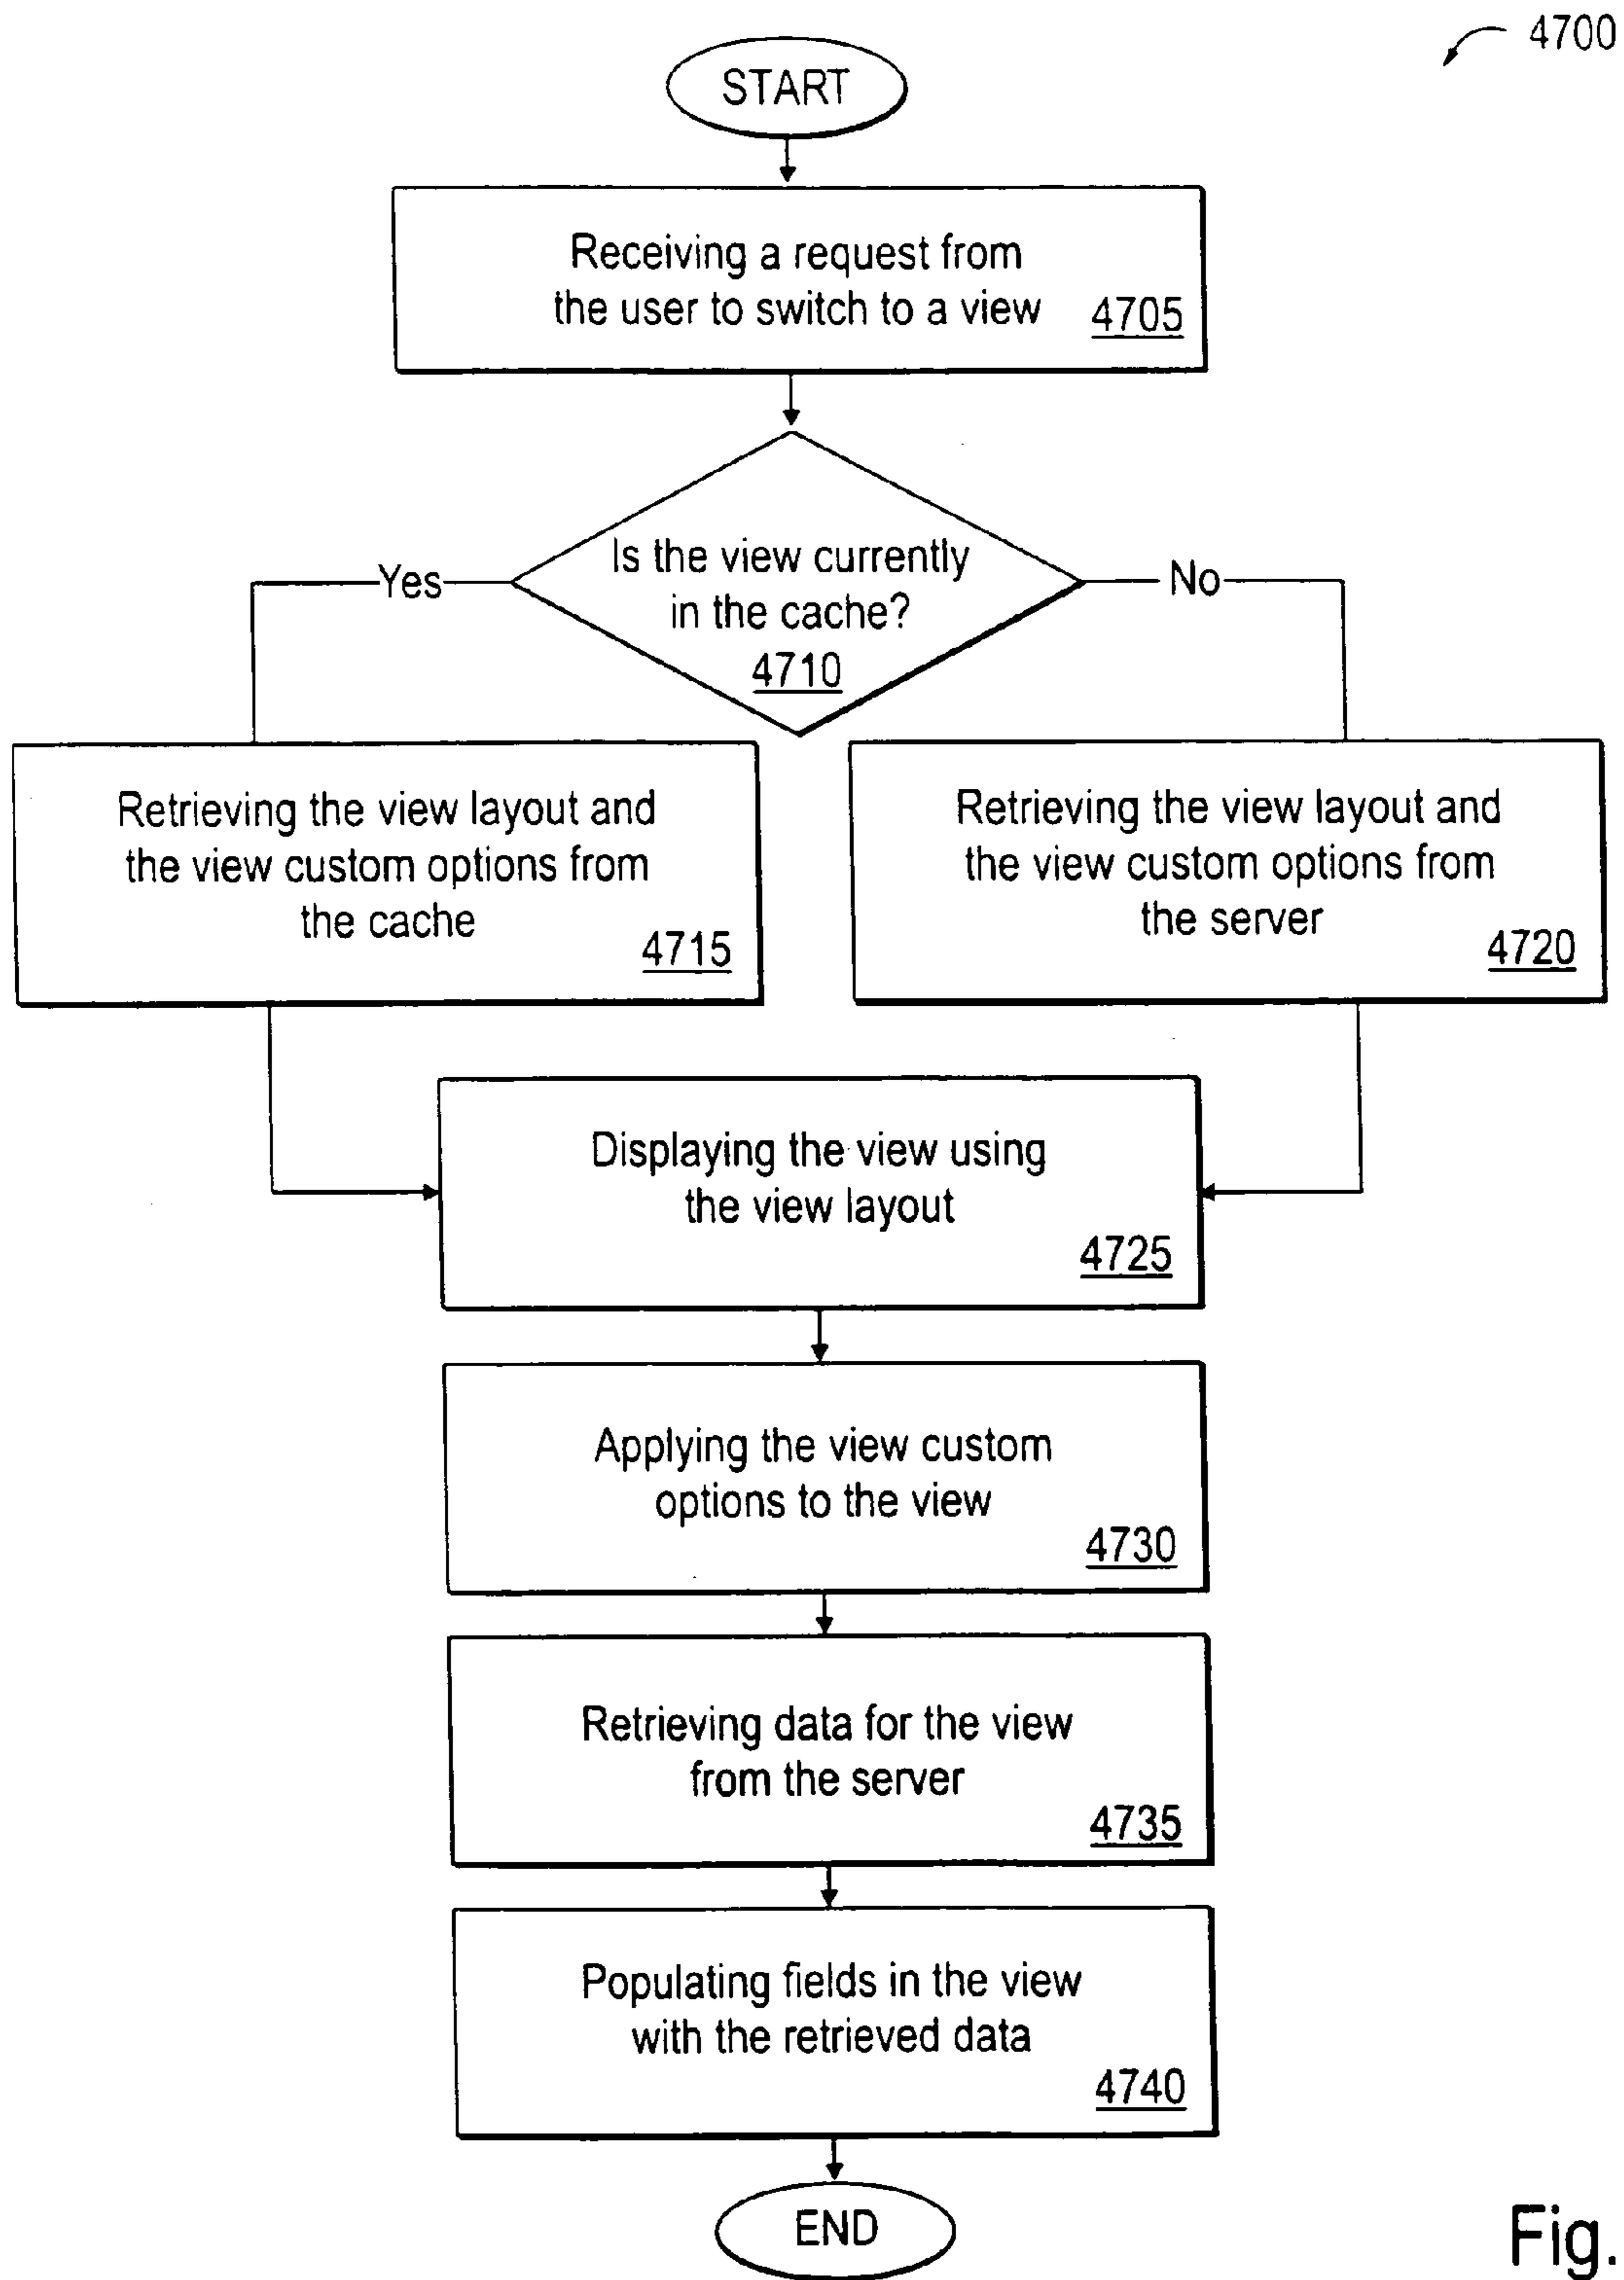 4700
START
Receiving a request from
the user to switch to a view
4705
Is the view currently
in the cache?
4710
Yes
No
Retrieving the view layout and
the view custom options from
the cache
4715
Retrieving the view layout and
the view custom options from
the server
4720
Displaying the view using
the view layout
4725
Applying the view custom
options to the view
4730
Retrieving data for the view
from the server
4735
Populating fields in the view
with the retrieved data
4740
END
Fig.